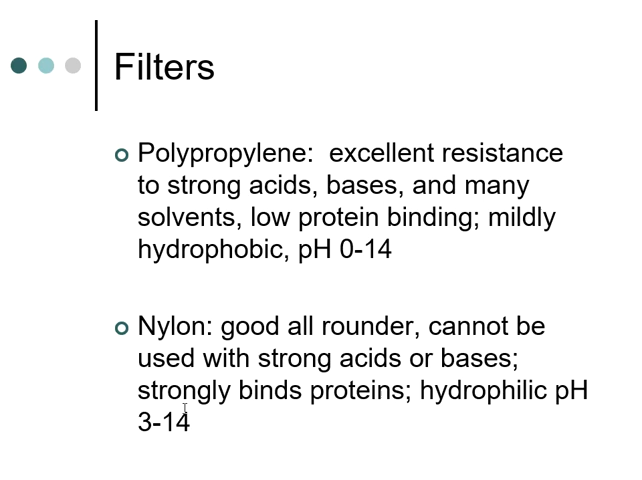 Filters
Polypropylene:  excellent resistance
to strong acids, bases, and many
solvents, low protein binding; mildly
hydrophobic, pH 0-14
Nylon: good all rounder, cannot be
used with strong acids or bases;
strongly binds proteins; hydrophilic pH
3-14